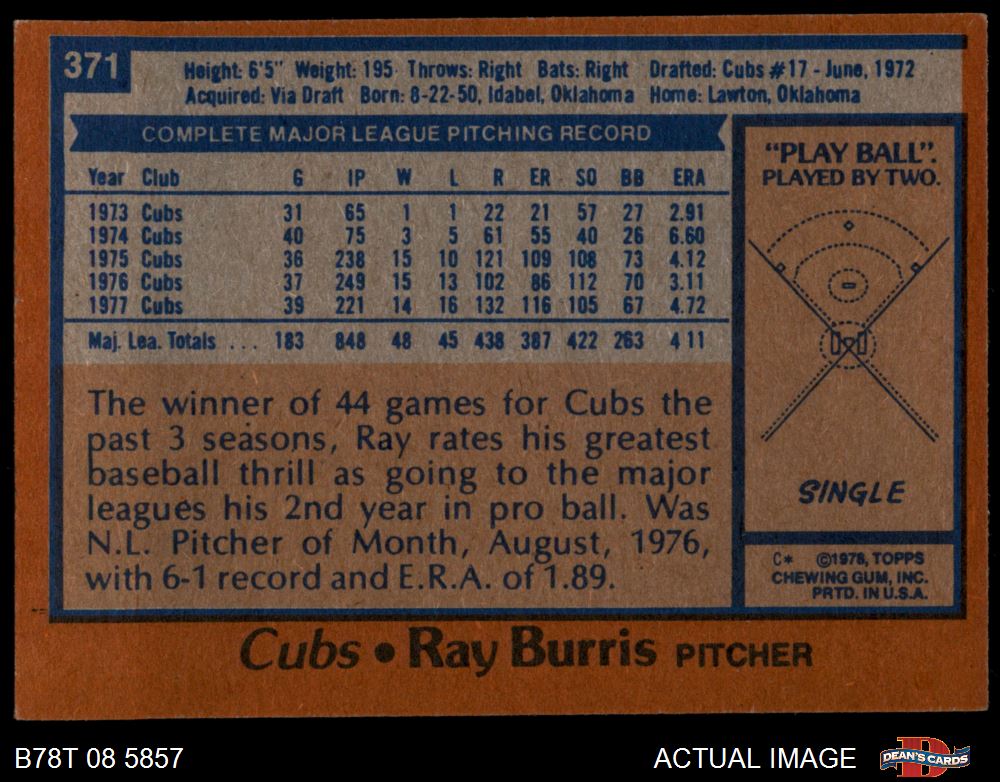 371
Height: 6'5" Weight: 195 Throws: Right Bats: Right Drafted: Cubs #17 - June, 1972
Acquired: Via Draft Born: 8-22-50, Idabel, Oklahoma Home: Lawton, Oklahoma
COMPLETE MAJOR LEAGUE PITCHING RECORD
Year Club G IP W L R ER SO BB ERA
1973 Cubs 31 65 1 1 22 21 57 27 2.91
1974 Cubs 40 75 3 5 61 55 40 26 6.60
1975 Cubs 36 238 15 10 121 109 108 73 4.12
1976 Cubs 37 249 15 13 102 86 112 70 3.11
1977 Cubs 39 221 14 16 132 116 105 67 4.72
Maj. Lea. Totals ... 183 848 48 45 438 387 422 263 4 11
The winner of 44 games for Cubs the
past 3 seasons, Ray rates his greatest
baseball thrill as going to the major
leagues his 2nd year in pro ball. Was
N.L. Pitcher of Month, August, 1976,
with 6-1 record and E.R.A. of 1.89.
"PLAY BALL".
PLAYED BY TWO.
SINGLE
C* ©1978, TOPPS
CHEWING GUM, INC.
PRTD. IN U.S.A.
Cubs • Ray Burris PITCHER
B78T 08 5857
ACTUAL IMAGE
D
DEAN'S CARDS